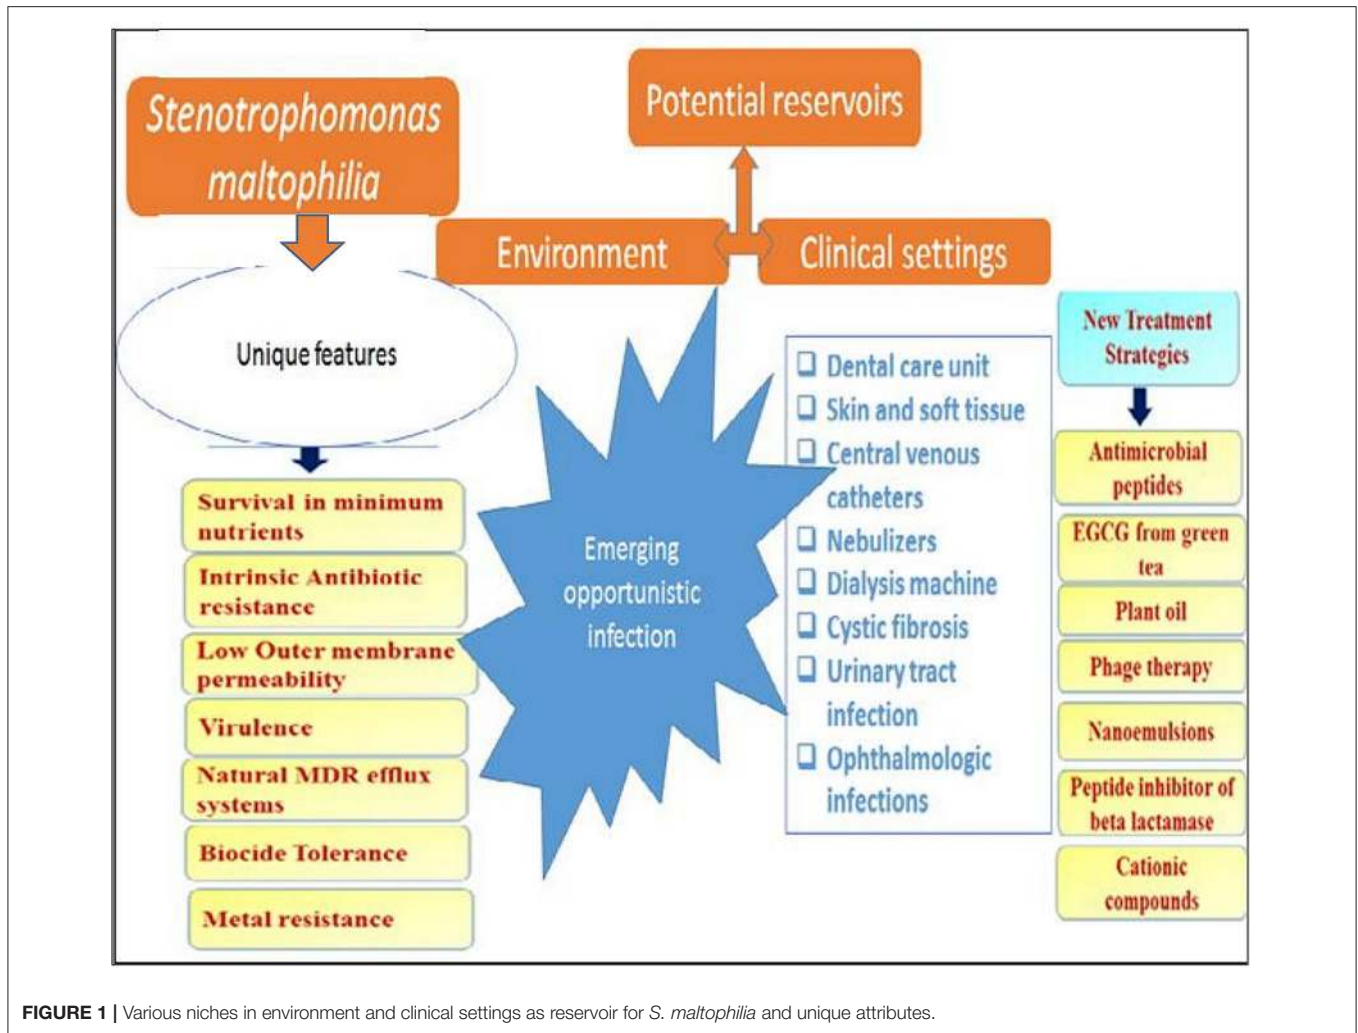 Stenotrophomonas
maltophilia
Potential reservoirs
Environment
Clinical settings
Unique features
Survival in minimum
nutrients
Intrinsic Antibiotic
resistance
Low Outer membrane
permeability
Virulence
Natural MDR efflux
systems
Biocide Tolerance
Metal resistance
Emerging
opportunistic
infection
Dental care unit
Skin and soft tissue
Central venous
catheters
Nebulizers
Dialysis machine
Cystic fibrosis
Urinary tract
infection
Ophthalmologic
infections
New Treatment
Strategies
Antimicrobial
peptides
EGCG from green
tea
Plant oil
Phage therapy
Nanoemulsions
Peptide inhibitor of
beta lactamase
Cationic
compounds
FIGURE 1 | Various niches in environment and clinical settings as reservoir for S. maltophilia and unique attributes.